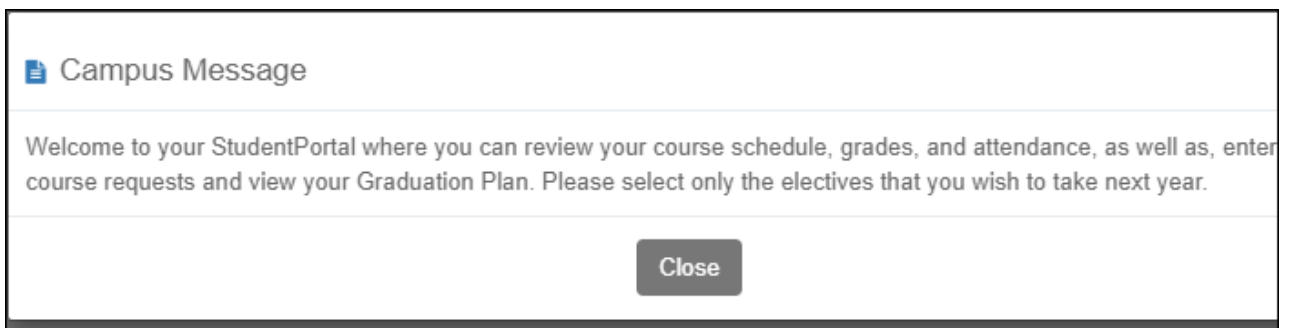 Campus Message
Welcome to your StudentPortal where you can review your course schedule, grades, and attendance, as well as, enter
course requests and view your Graduation Plan. Please select only the electives that you wish to take next year.
Close